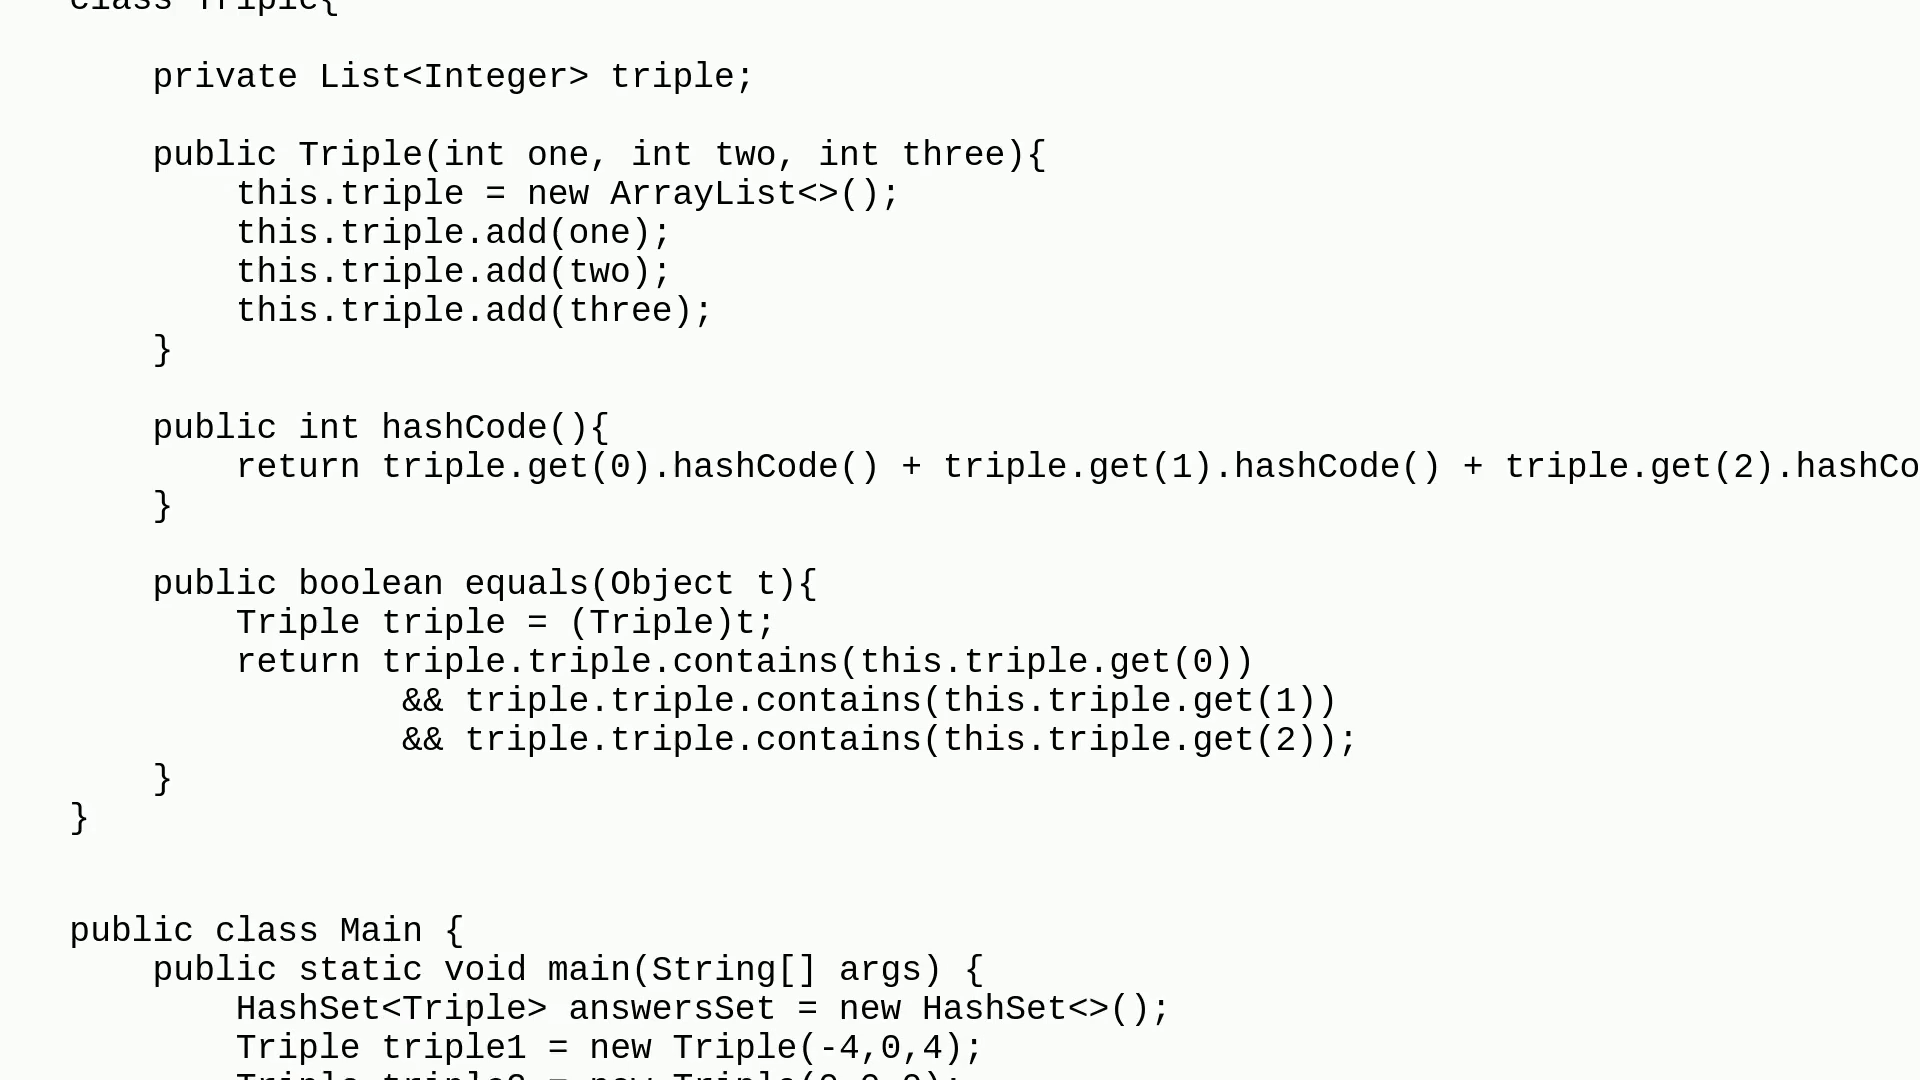 class Triple{
private List<Integer> triple;
public Triple(int one, int two, int three){
this.triple = new ArrayList<>();
this.triple.add(one);
this.triple.add(two);
this.triple.add(three);
}
public int hashCode(){
return triple.get(0).hashCode() + triple.get(1).hashCode() + triple.get(2).hashCo
}
public boolean equals(Object t){
Triple triple = (Triple)t;
return triple.triple.contains(this.triple.get(0))
&& triple.triple.contains(this.triple.get(1))
&& triple.triple.contains(this.triple.get(2));
}
}
public class Main {
public static void main(String[] args) {
HashSet<Triple> answersSet = new HashSet<>();
Triple triple1 = new Triple(-4,0,4);
Triple = new